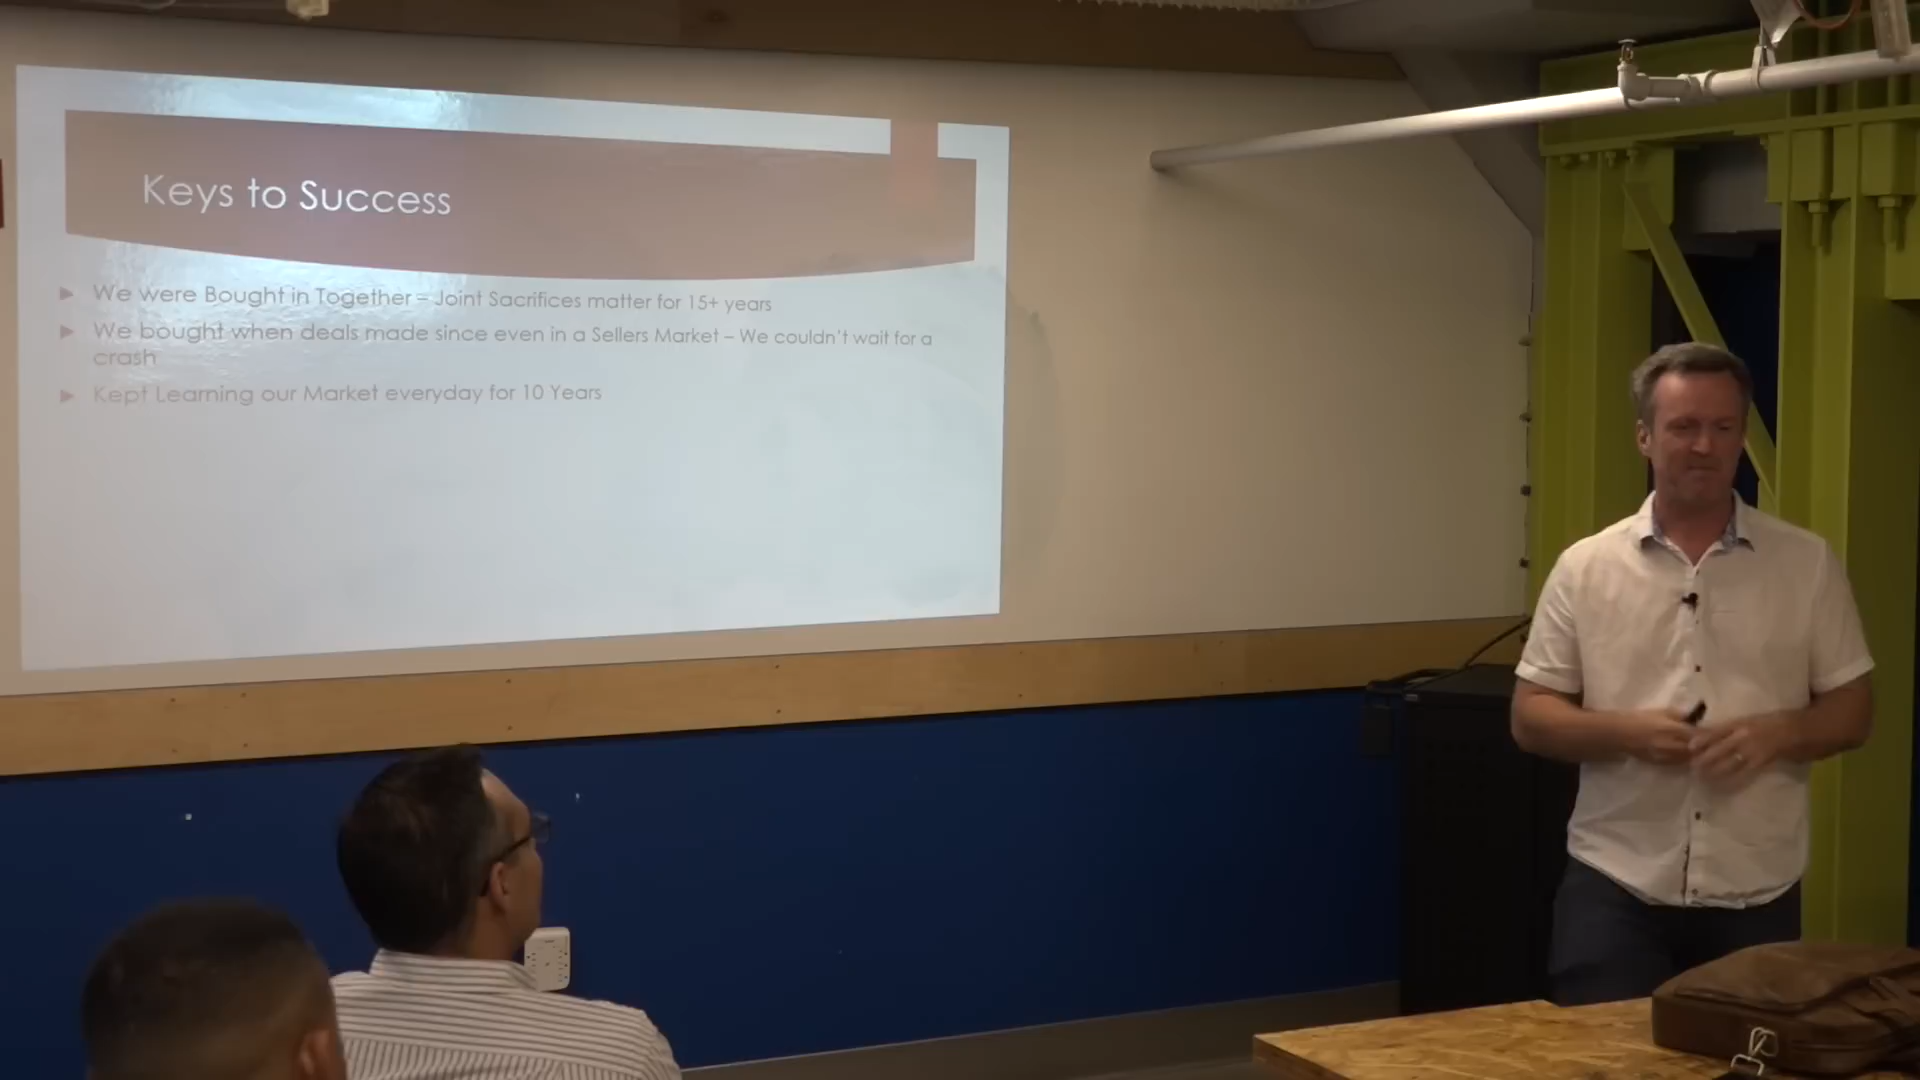 Keys to Success
We were Bought in Together = Joint Sacrifices matter for 15+ years
We bought when deals made since even in a Sellers Market – We couldn't wait for a
crash
Kept Learning our Market everyday for 10 Years